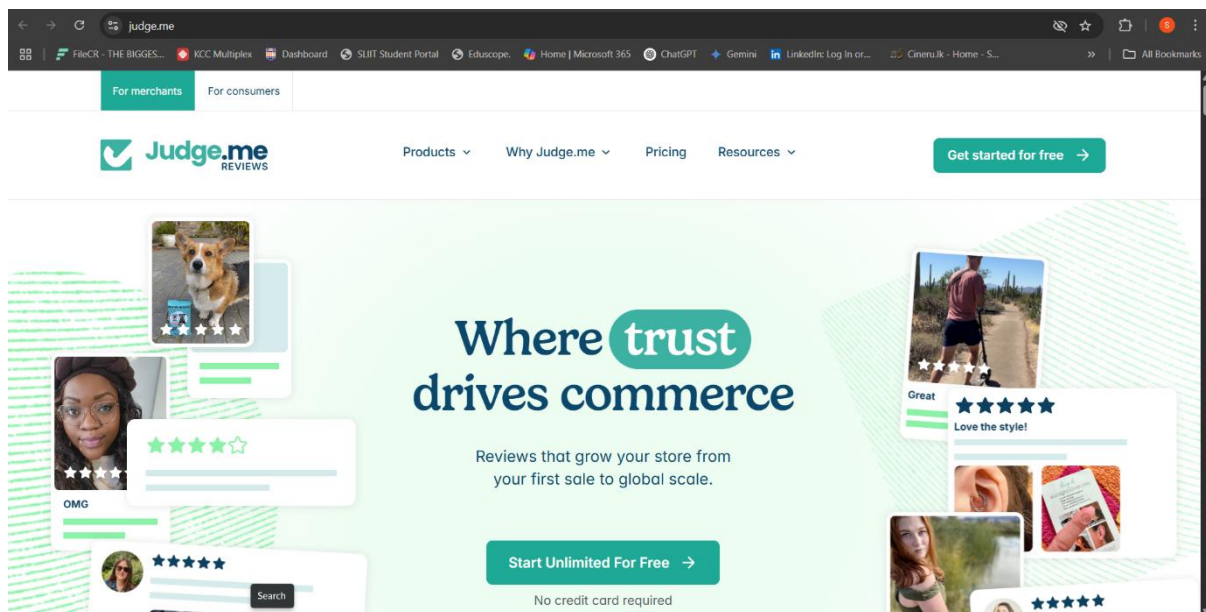 judge.me
S
FileCR - THE BIGGES...
KCC Multiplex
Dashboard
SLIIT Student Portal
Eduscope.
Home | Microsoft 365
ChatGPT
Gemini
LinkedIn: Log In or...
Cineru.lk - Home - S...
»
All Bookmarks
For merchants
For consumers
Judge.me
REVIEWS
Products
Why Judge.me
Pricing
Resources
Get started for free →
Where trust
drives commerce
Reviews that grow your store from
your first sale to global scale.
Start Unlimited For Free →
No credit card required
OMG
Search
Great
Love the style!